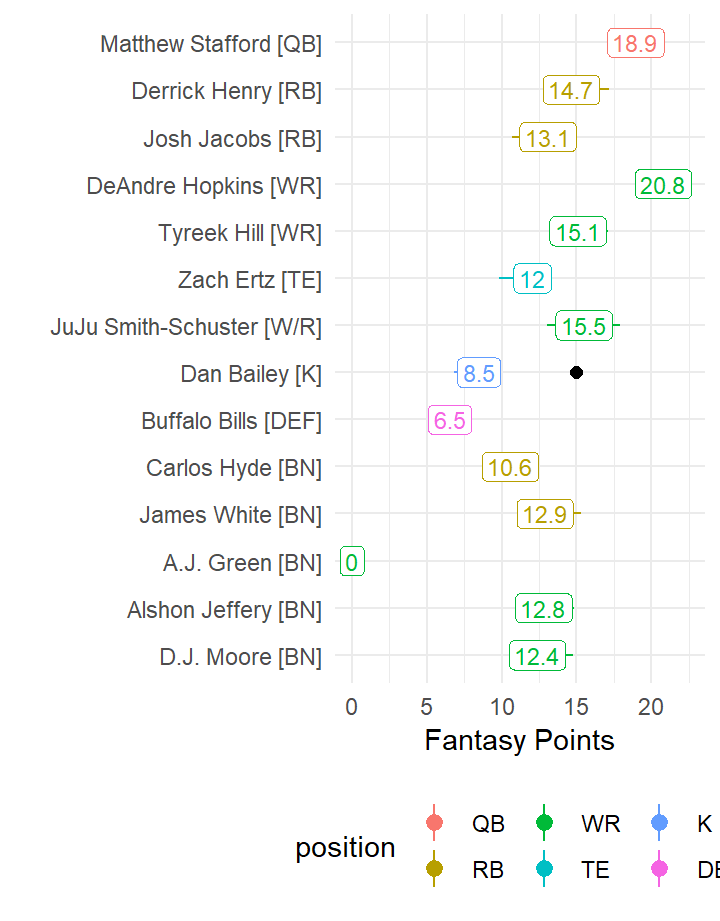 Matthew Stafford [QB] 18.9
Derrick Henry [RB] 14.7
Josh Jacobs [RB] 13.1
DeAndre Hopkins [WR] 20.8
Tyreek Hill [WR] 15.1
Zach Ertz [TE] 12
JuJu Smith-Schuster [W/R] 15.5
Dan Bailey [K] 8.5
Buffalo Bills [DEF] 6.5
Carlos Hyde [BN] 10.6
James White [BN] 12.9
A.J. Green [BN] 0
Alshon Jeffery [BN] 12.8
D.J. Moore [BN] 12.4
0 5 10 15 20
Fantasy Points
position
QB WR K
RB TE DE